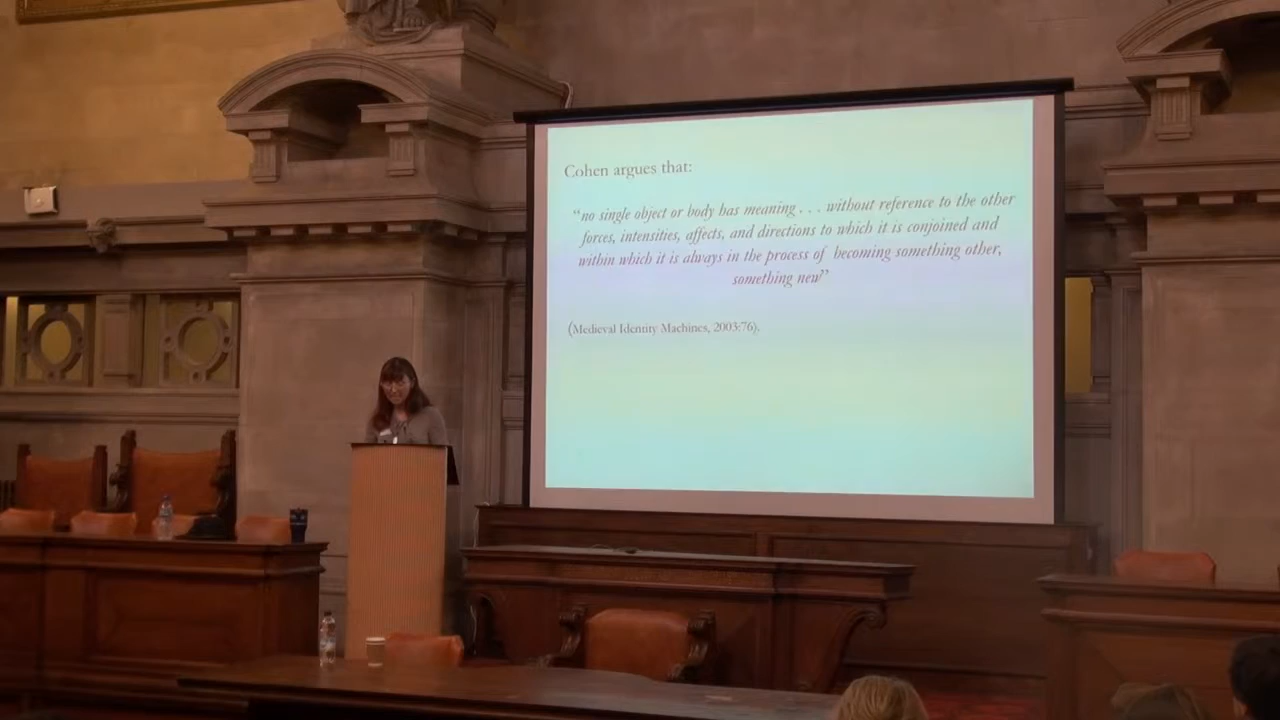 Cohen argues that:
“no single object or body has meaning . . . without reference to the other
forces, intensities, affects, and directions to which it is conjoined and
within which it is always in the process of becoming something other,
something new”
(Medieval Identity Machines, 2003:76).